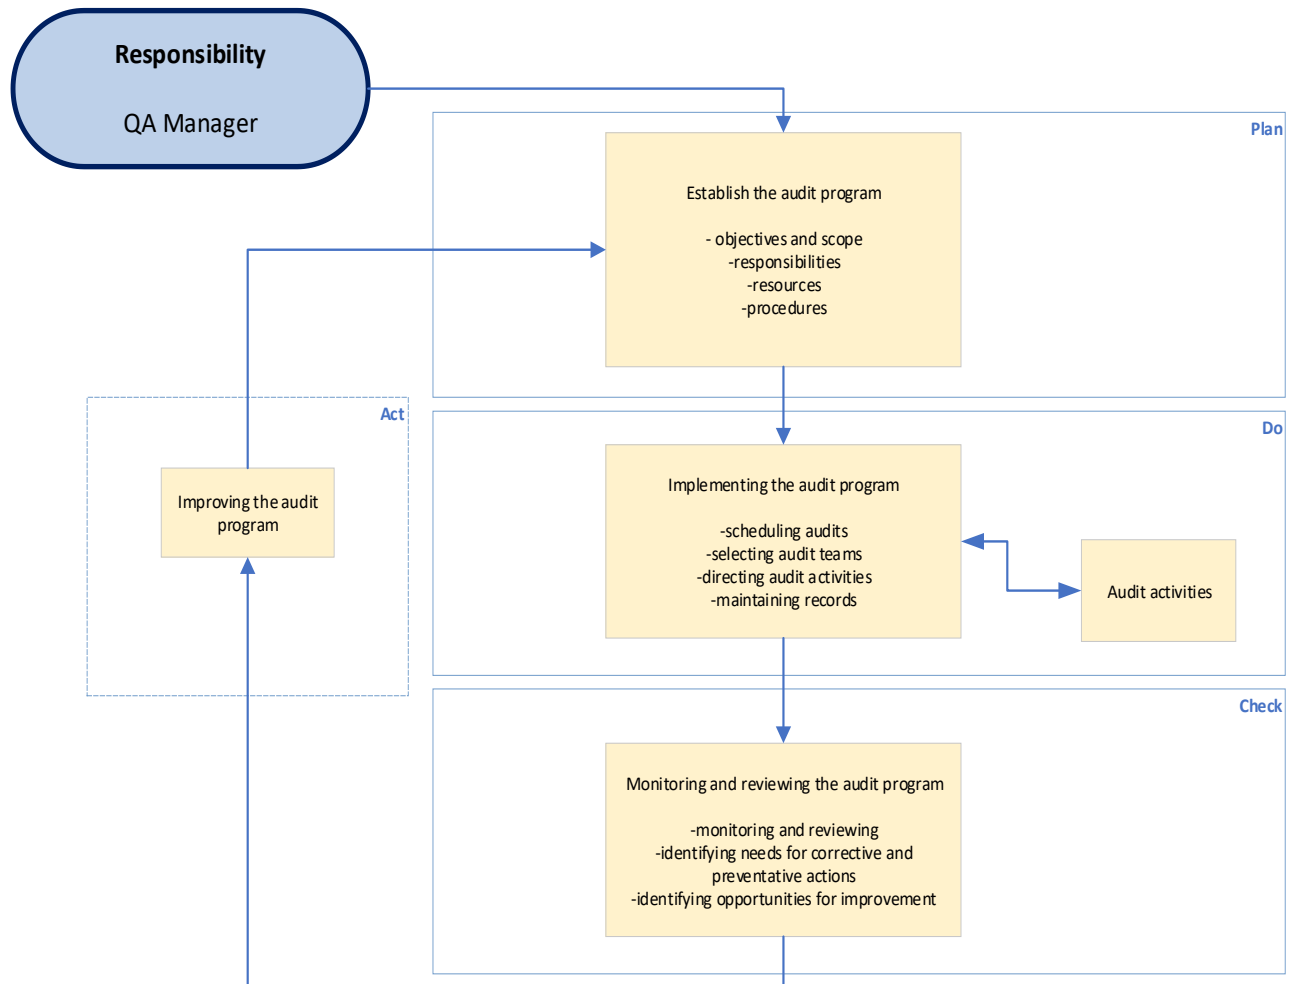 Responsibility
QA Manager
Plan
Establish the audit program
- objectives and scope
-responsibilities
-resources
-procedures
Act
Improving the audit
program
Do
Implementing the audit program
-scheduling audits
-selecting audit teams
-directing audit activities
-maintaining records
Audit activities
Check
Monitoring and reviewing the audit program
-monitoring and reviewing
-identifying needs for corrective and
preventative actions
-identifying opportunities for improvement